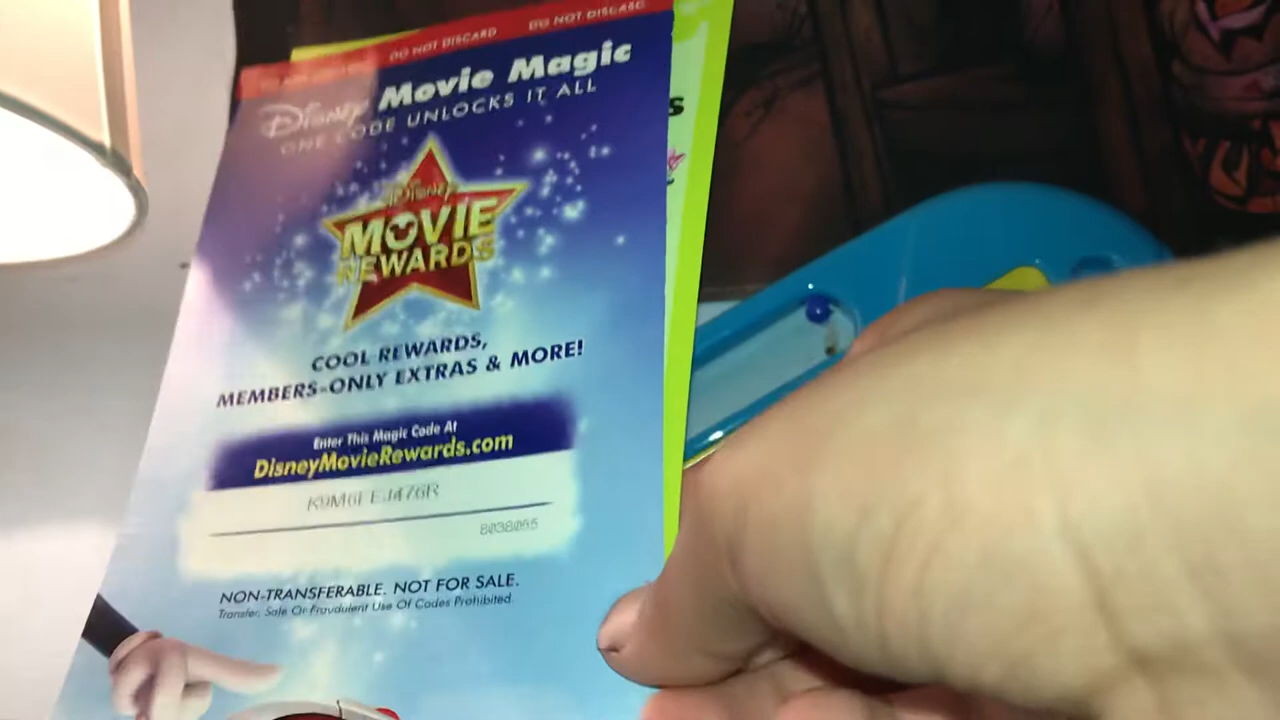 DO NOT DISCARD DO NOT DISCARD
Disney Movie Magic
ONE CODE UNLOCKS IT ALL
Disney
MOVIE
REWARDS
COOL REWARDS,
MEMBERS-ONLY EXTRAS & MORE!
Enter This Magic Code At
DisneyMovieRewards.com
8038055
NON-TRANSFERABLE. NOT FOR SALE.
Transfer, Sale Or Fraudulent Use Of Codes Prohibited.